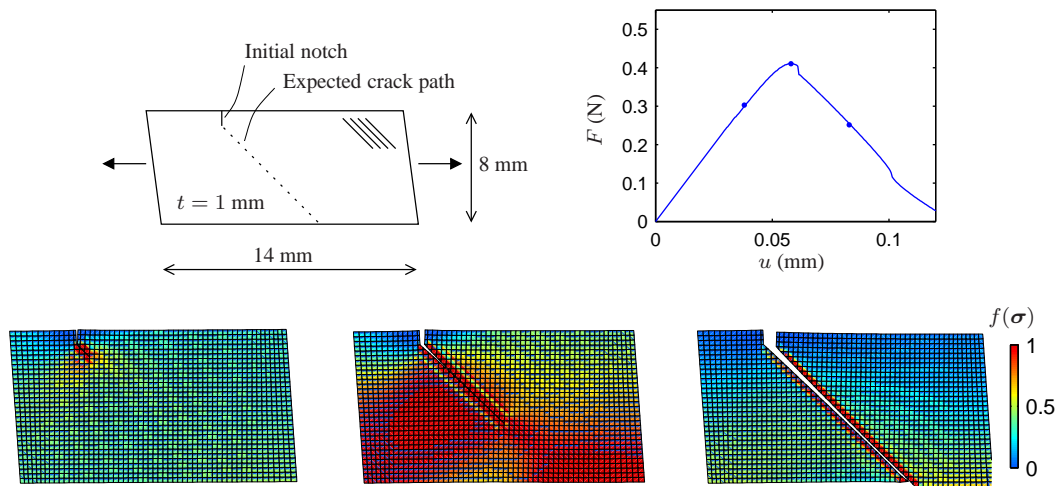 Initial notch
Expected crack path
8 mm
t = 1 mm
14 mm
F (N)
0.5
0.4
0.3
0.2
0.1
0
0
0.05
0.1
u (mm)
f(σ)
1
0.5
0